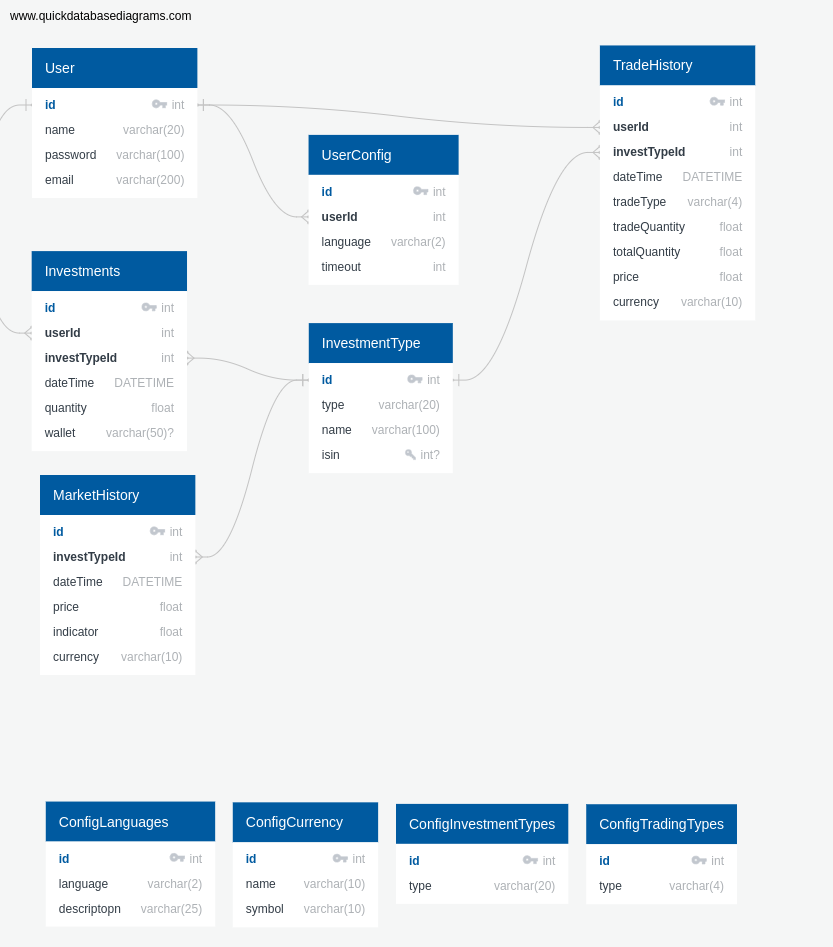 www.quickdatabasediagrams.com
User
id int
name varchar(20)
password varchar(100)
email varchar(200)
UserConfig
id int
userId int
language varchar(2)
timeout int
TradeHistory
id int
userId int
investTypeId int
dateTime DATETIME
tradeType varchar(4)
tradeQuantity float
totalQuantity float
price float
currency varchar(10)
Investments
id int
userId int
investTypeId int
dateTime DATETIME
quantity float
wallet varchar(50)?
InvestmentType
id int
type varchar(20)
name varchar(100)
isin int?
MarketHistory
id int
investTypeId int
dateTime DATETIME
price float
indicator float
currency varchar(10)
ConfigLanguages
id int
language varchar(2)
descriptopn varchar(25)
ConfigCurrency
id int
name varchar(10)
symbol varchar(10)
ConfigInvestmentTypes
id int
type varchar(20)
ConfigTradingTypes
id int
type varchar(4)